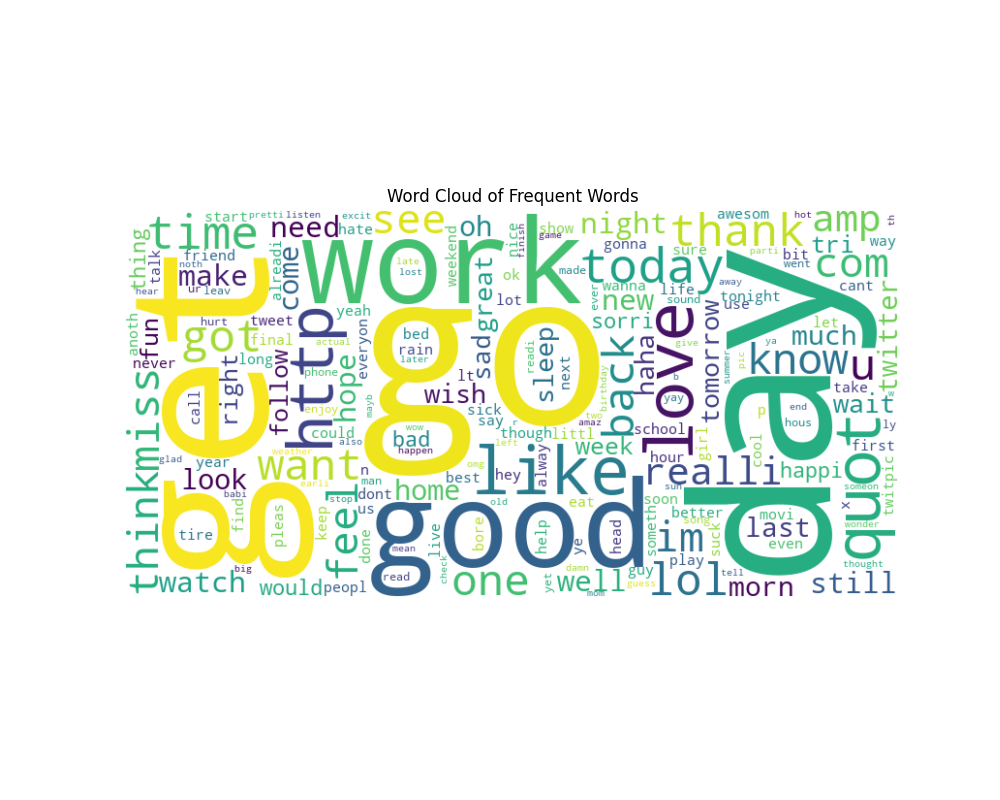 Word Cloud of Frequent Words
start pretti listen excit see oh nice finish game show night thank awesom hot amp th
time need hate work weekend gonna sure parti bit tri way
thing talk friend noth ur leav make alreadi come late lost ok lot made today wanna life away went com cant
hear get http yeah great sad new ever sorri love sound use tonight day let much twitter
anoth fun never hurt got tweet final long actual phone everyon bed rain later go sleep readi next back haha tomorrow give summer pic ya know u
miss call right follow hope enjoy could also mayb lt wish sick say r though littl birthday two amaz yay b school girl cool p end hous take wait w ly
think glad year look babi want weather earli n man dont us bad wow happen left omg best hey like alway week hour realli sun happi first someon twitpic
tire find pleas feel keep stop done home good old eat soon someth song better movi last even x wonder quot
big watch would peopl live check read mean bore help damn ye head im suck play tell thought
one yet well mom guy guess lol morn still